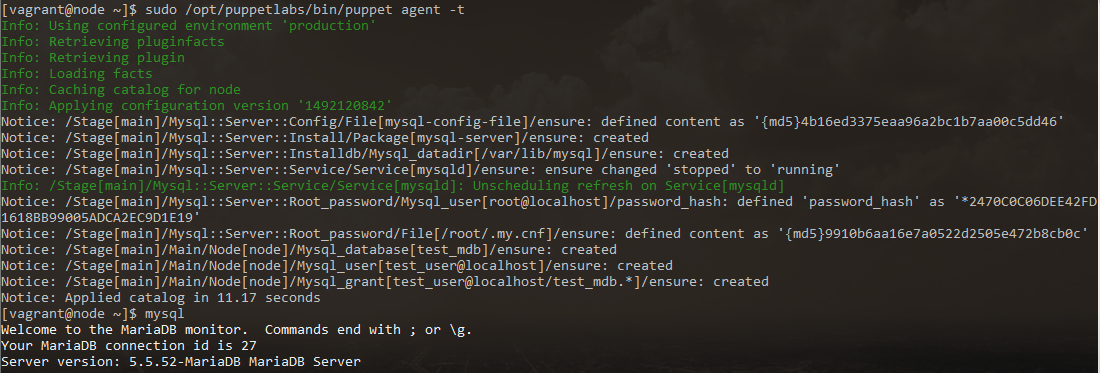 [vagrant@node ~]$ sudo /opt/puppetlabs/bin/puppet agent -t
Info: Using configured environment 'production'
Info: Retrieving pluginfacts
Info: Retrieving plugin
Info: Loading facts
Info: Caching catalog for node
Info: Applying configuration version '1492120842'
Notice: /Stage[main]/Mysql::Server::Config/File[mysql-config-file]/ensure: defined content as '{md5}4b16ed3375eaa96a2bc1b7aa00c5dd46'
Notice: /Stage[main]/Mysql::Server::Install/Package[mysql-server]/ensure: created
Notice: /Stage[main]/Mysql::Server::Installdb/Mysql_datadir[/var/lib/mysql]/ensure: created
Notice: /Stage[main]/Mysql::Server::Service/Service[mysqld]/ensure: ensure changed 'stopped' to 'running'
Info: /Stage[main]/Mysql::Server::Service/Service[mysqld]: Unscheduling refresh on Service[mysqld]
Notice: /Stage[main]/Mysql::Server::Root_password/Mysql_user[root@localhost]/password_hash: defined 'password_hash' as '*2470C0C06DEE42FD
1618BB99005ADCA2EC9D1E19'
Notice: /Stage[main]/Mysql::Server::Root_password/File[/root/.my.cnf]/ensure: defined content as '{md5}9910b6aa16e7a0522d2505e472b8cb0c'
Notice: /Stage[main]/Main/Node[node]/Mysql_database[test_mdb]/ensure: created
Notice: /Stage[main]/Main/Node[node]/Mysql_user[test_user@localhost]/ensure: created
Notice: /Stage[main]/Main/Node[node]/Mysql_grant[test_user@localhost/test_mdb.*]/ensure: created
Notice: Applied catalog in 11.17 seconds
[vagrant@node ~]$ mysql
Welcome to the MariaDB monitor.  Commands end with ; or \g.
Your MariaDB connection id is 27
Server version: 5.5.52-MariaDB MariaDB Server